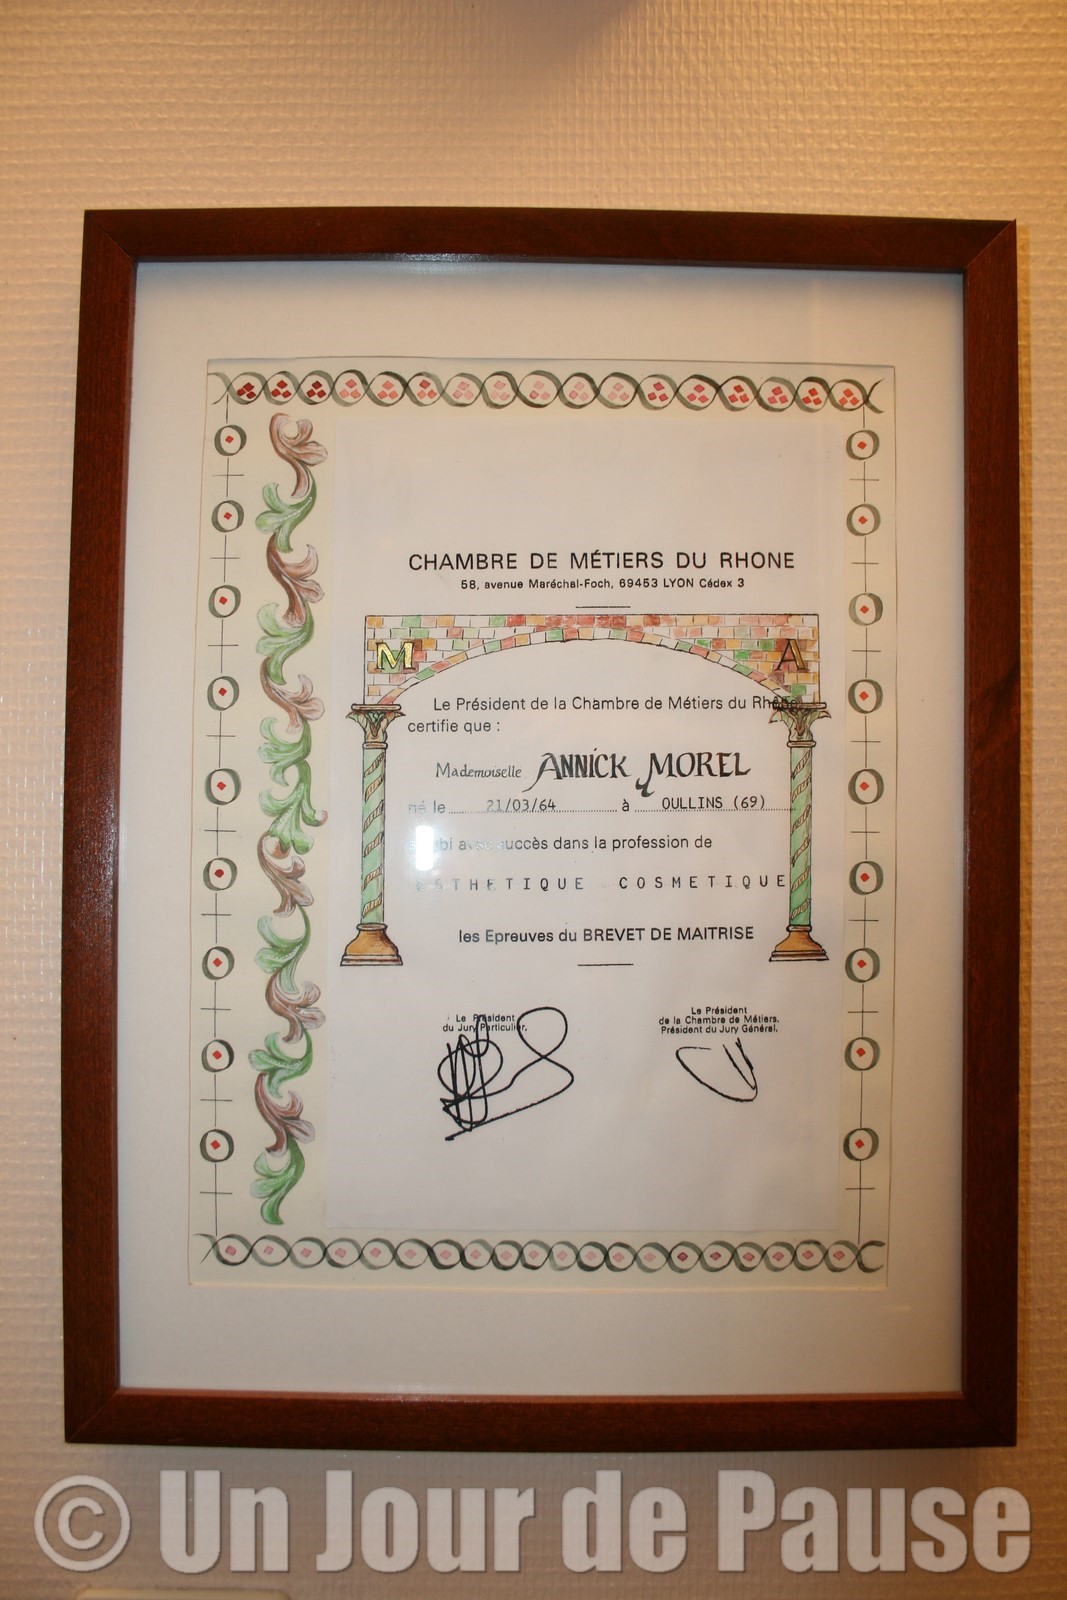 CHAMBRE DE MÉTIERS DU RHONE
58, avenue Maréchal-Foch, 69453 LYON Cédex 3
M A
Le Président de la Chambre de Métiers du Rhône
certifie que :
Mademoiselle ANNICK MOREL
né le 21/03/64 à OULLINS (69)
avec succès dans la profession de
ESTHETIQUE COSMETIQUE
les Epreuves du BREVET DE MAITRISE
Le Président
du Jury Particulier.
Le Président
de la Chambre de Métiers.
Président du Jury Général.
© Un Jour de Pause